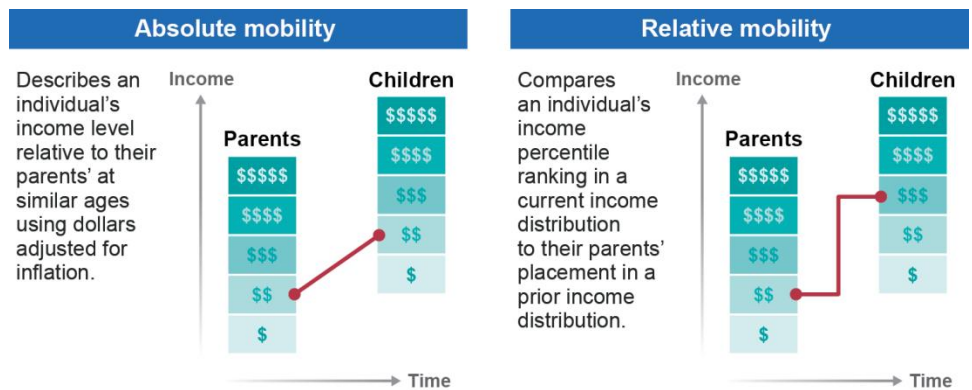 Absolute mobility
Describes an
individual's
income level
relative to their
parents' at
similar ages
using dollars
adjusted for
inflation.
Income
Parents
$$$$$
$$$$
$$$
$$
$
Children
$$$$$
$$$$
$$$
$$
$
Time
Relative mobility
Compares
an individual's
income
percentile
ranking in a
current income
distribution
to their parents'
placement in a
prior income
distribution.
Income
Parents
$$$$$
$$$$
$$$
$$
$
Children
$$$$$
$$$$
$$$
$$
$
Time